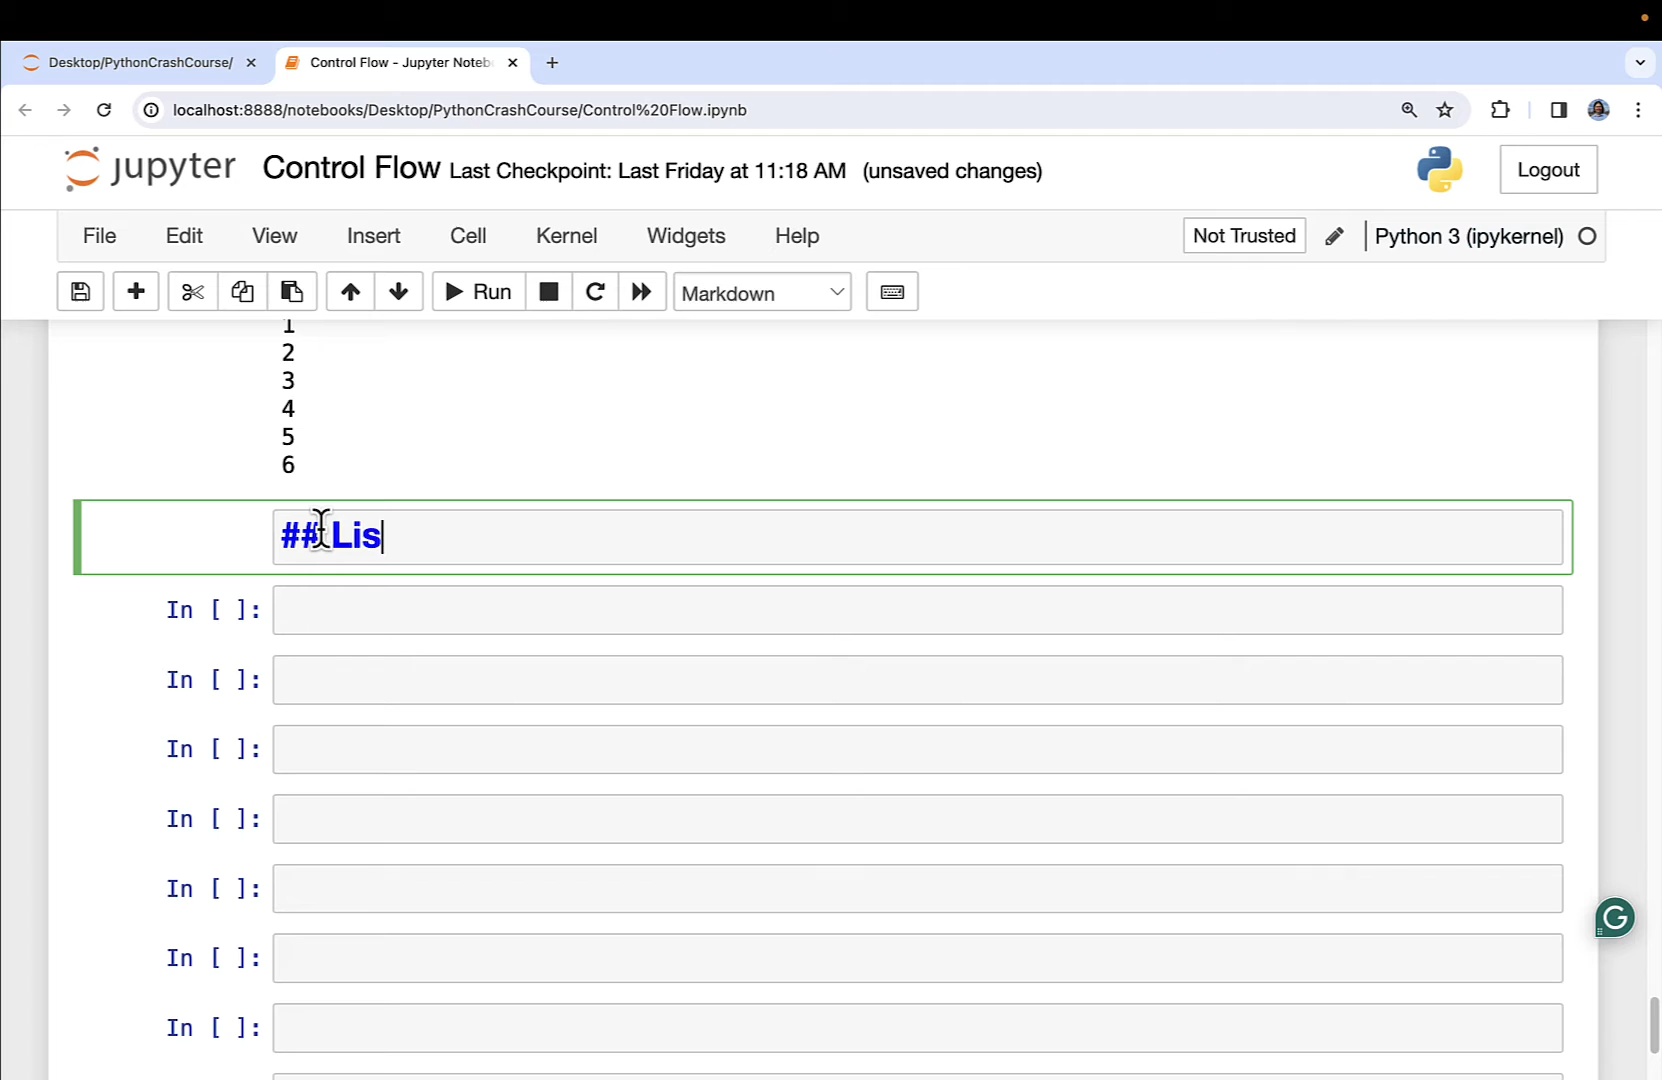 Desktop/PythonCrashCourse/
Control Flow - Jupyter Noteb
localhost:8888/notebooks/Desktop/PythonCrashCourse/Control%20Flow.ipynb
jupyter Control Flow Last Checkpoint: Last Friday at 11:18 AM (unsaved changes) Logout
File Edit View Insert Cell Kernel Widgets Help Not Trusted Python 3 (ipykernel)
Run Markdown
1
2
3
4
5
6
## Lis
In [ ]:
In [ ]:
In [ ]:
In [ ]:
In [ ]:
In [ ]:
In [ ]: